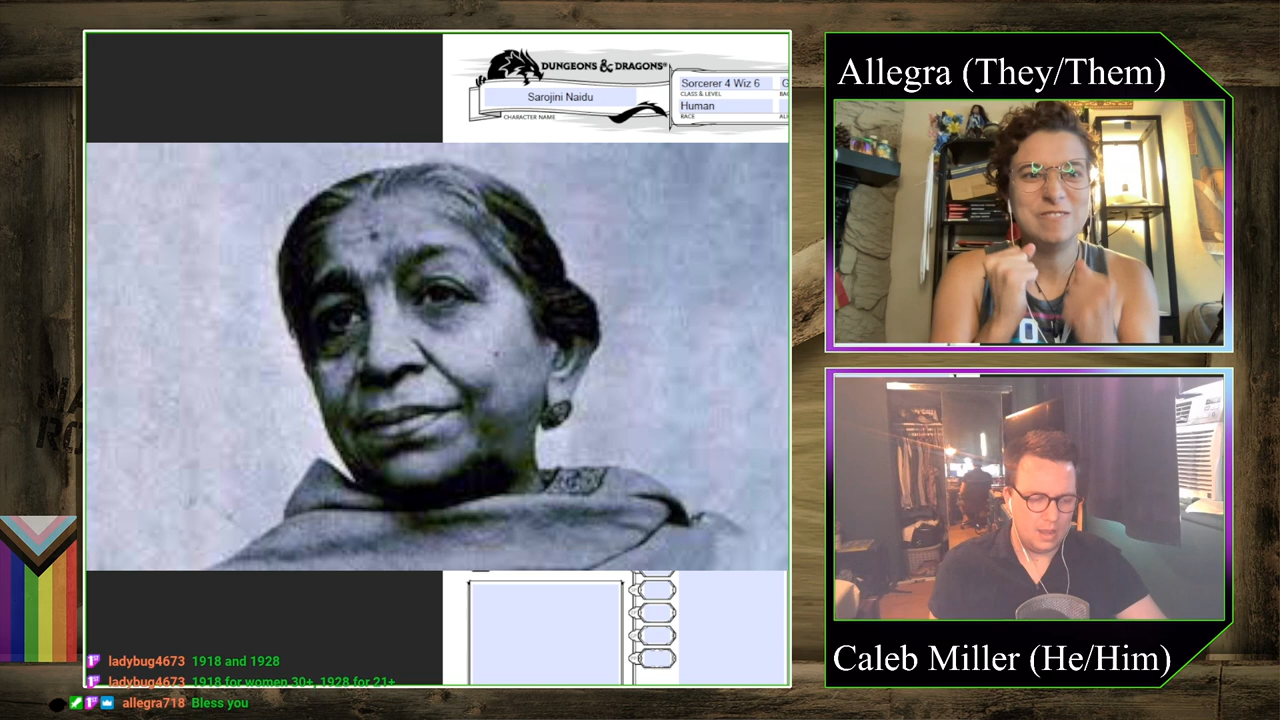 DUNGEONS & DRAGONS®
Sarojini Naidu
CHARACTER NAME
Sorcerer 4 Wiz 6
CLASS & LEVEL
Human
RACE
Allegra (They/Them)
Caleb Miller (He/Him)
ladybug4673 1918 and 1928
ladybug4673 1918 for women 30+, 1928 for 21+
allegra718 Bless you